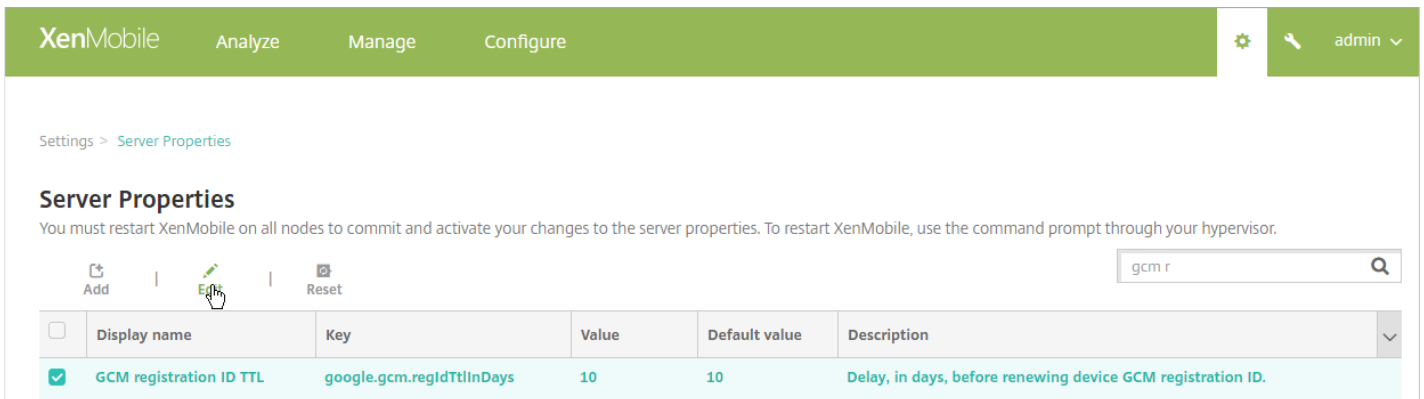 XenMobile Analyze Manage Configure admin
Settings > Server Properties
Server Properties
You must restart XenMobile on all nodes to commit and activate your changes to the server properties. To restart XenMobile, use the command prompt through your hypervisor.
gcm r
Add | Edit | Reset
Display name Key Value Default value Description
GCM registration ID TTL google.gcm.regIdTtlInDays 10 10 Delay, in days, before renewing device GCM registration ID.